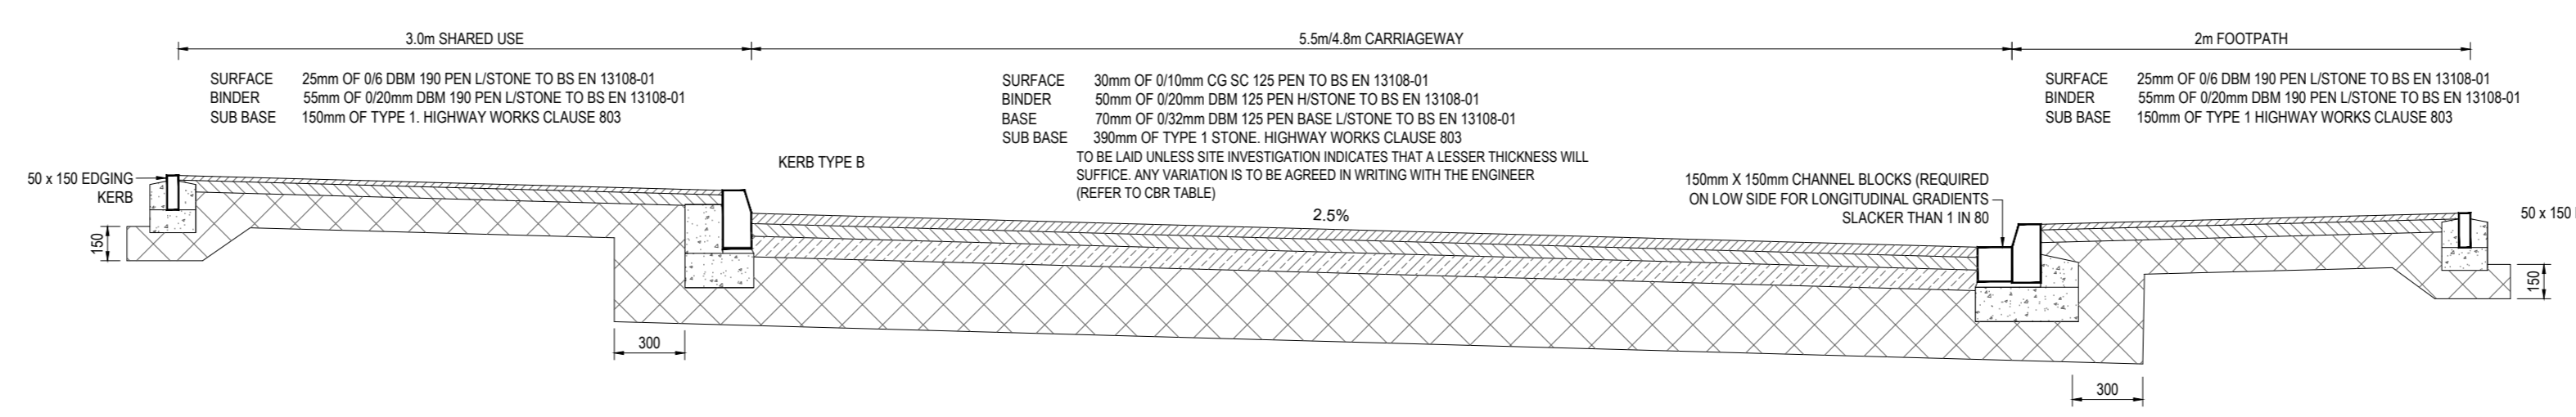 3.0m SHARED USE
5.5m/4.8m CARRIAGEWAY
2m FOOTPATH
SURFACE 25mm OF 0/6 DBM 190 PEN L/STONE TO BS EN 13108-01
BINDER 55mm OF 0/20mm DBM 190 PEN L/STONE TO BS EN 13108-01
SUB BASE 150mm OF TYPE 1. HIGHWAY WORKS CLAUSE 803
SURFACE 30mm OF 0/10mm CG SC 125 PEN TO BS EN 13108-01
BINDER 50mm OF 0/20mm DBM 125 PEN H/STONE TO BS EN 13108-01
BASE 70mm OF 0/32mm DBM 125 PEN BASE L/STONE TO BS EN 13108-01
SUB BASE 390mm OF TYPE 1 STONE. HIGHWAY WORKS CLAUSE 803
TO BE LAID UNLESS SITE INVESTIGATION INDICATES THAT A LESSER THICKNESS WILL
SUFFICE. ANY VARIATION IS TO BE AGREED IN WRITING WITH THE ENGINEER
(REFER TO CBR TABLE)
SURFACE 25mm OF 0/6 DBM 190 PEN L/STONE TO BS EN 13108-01
BINDER 55mm OF 0/20mm DBM 190 PEN L/STONE TO BS EN 13108-01
SUB BASE 150mm OF TYPE 1 HIGHWAY WORKS CLAUSE 803
50 x 150 EDGING
KERB
KERB TYPE B
2.5%
150mm X 150mm CHANNEL BLOCKS (REQUIRED
ON LOW SIDE FOR LONGITUDINAL GRADIENTS
SLACKER THAN 1 IN 80
50 x 150
150
300
150
300